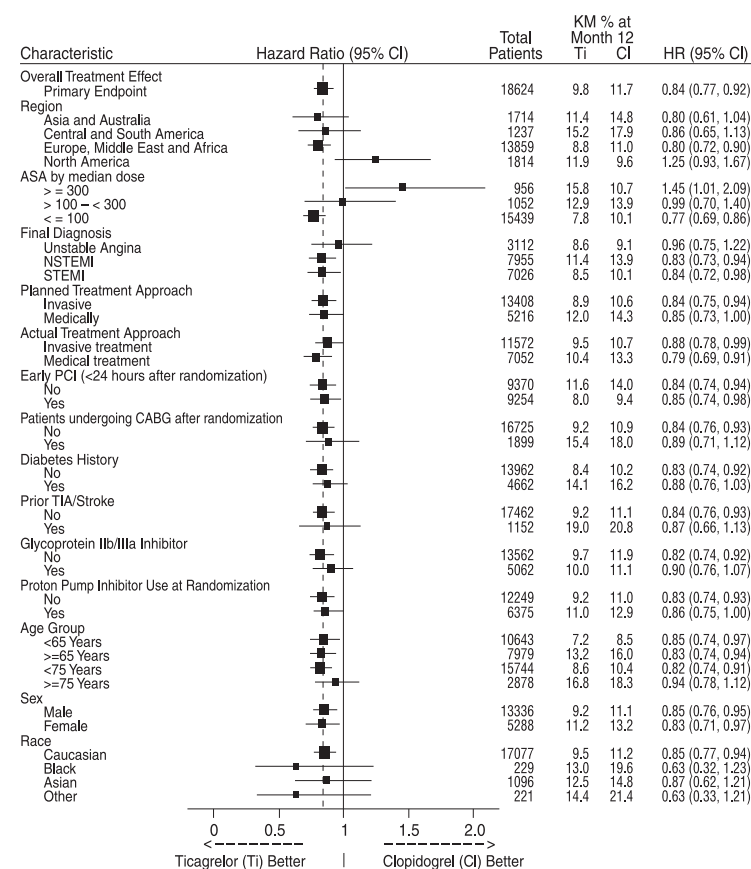 KM % at
Total Month 12
Characteristic Hazard Ratio (95% CI) Patients Ti Cl HR (95% CI)
Overall Treatment Effect
Primary Endpoint 18624 9.8 11.7 0.84 (0.77, 0.92)
Region
Asia and Australia 1714 11.4 14.8 0.80 (0.61, 1.04)
Central and South America 1237 15.2 17.9 0.86 (0.65, 1.13)
Europe, Middle East and Africa 13859 8.8 11.0 0.80 (0.72, 0.90)
North America 1814 11.9 9.6 1.25 (0.93, 1.67)
ASA by median dose
> = 300 956 15.8 10.7 1.45 (1.01, 2.09)
> 100 – < 300 1052 12.9 13.9 0.99 (0.70, 1.40)
< = 100 15439 7.8 10.1 0.77 (0.69, 0.86)
Final Diagnosis
Unstable Angina 3112 8.6 9.1 0.96 (0.75, 1.22)
NSTEMI 7955 11.4 13.9 0.83 (0.73, 0.94)
STEMI 7026 8.5 10.1 0.84 (0.72, 0.98)
Planned Treatment Approach
Invasive 13408 8.9 10.6 0.84 (0.75, 0.94)
Medically 5216 12.0 14.3 0.85 (0.73, 1.00)
Actual Treatment Approach
Invasive treatment 11572 9.5 10.7 0.88 (0.78, 0.99)
Medical treatment 7052 10.4 13.3 0.79 (0.69, 0.91)
Early PCI (<24 hours after randomization)
No 9370 11.6 14.0 0.84 (0.74, 0.94)
Yes 9254 8.0 9.4 0.85 (0.74, 0.98)
Patients undergoing CABG after randomization
No 16725 9.2 10.9 0.84 (0.76, 0.93)
Yes 1899 15.4 18.0 0.89 (0.71, 1.12)
Diabetes History
No 13962 8.4 10.2 0.83 (0.74, 0.92)
Yes 4662 14.1 16.2 0.88 (0.76, 1.03)
Prior TIA/Stroke
No 17462 9.2 11.1 0.84 (0.76, 0.93)
Yes 1152 19.0 20.8 0.87 (0.66, 1.13)
Glycoprotein IIb/IIIa Inhibitor
No 13562 9.7 11.9 0.82 (0.74, 0.92)
Yes 5062 10.0 11.1 0.90 (0.76, 1.07)
Proton Pump Inhibitor Use at Randomization
No 12249 9.2 11.0 0.83 (0.74, 0.93)
Yes 6375 11.0 12.9 0.86 (0.75, 1.00)
Age Group
<65 Years 10643 7.2 8.5 0.85 (0.74, 0.97)
>=65 Years 7979 13.2 16.0 0.83 (0.74, 0.94)
<75 Years 15744 8.6 10.4 0.82 (0.74, 0.91)
>=75 Years 2878 16.8 18.3 0.94 (0.78, 1.12)
Sex
Male 13336 9.2 11.1 0.85 (0.76, 0.95)
Female 5288 11.2 13.2 0.83 (0.71, 0.97)
Race
Caucasian 17077 9.5 11.2 0.85 (0.77, 0.94)
Black 229 13.0 19.6 0.63 (0.32, 1.23)
Asian 1096 12.5 14.8 0.87 (0.62, 1.21)
Other 221 14.4 21.4 0.63 (0.33, 1.21)
0 0.5 1 1.5 2.0
Ticagrelor (Ti) Better | Clopidogrel (Cl) Better